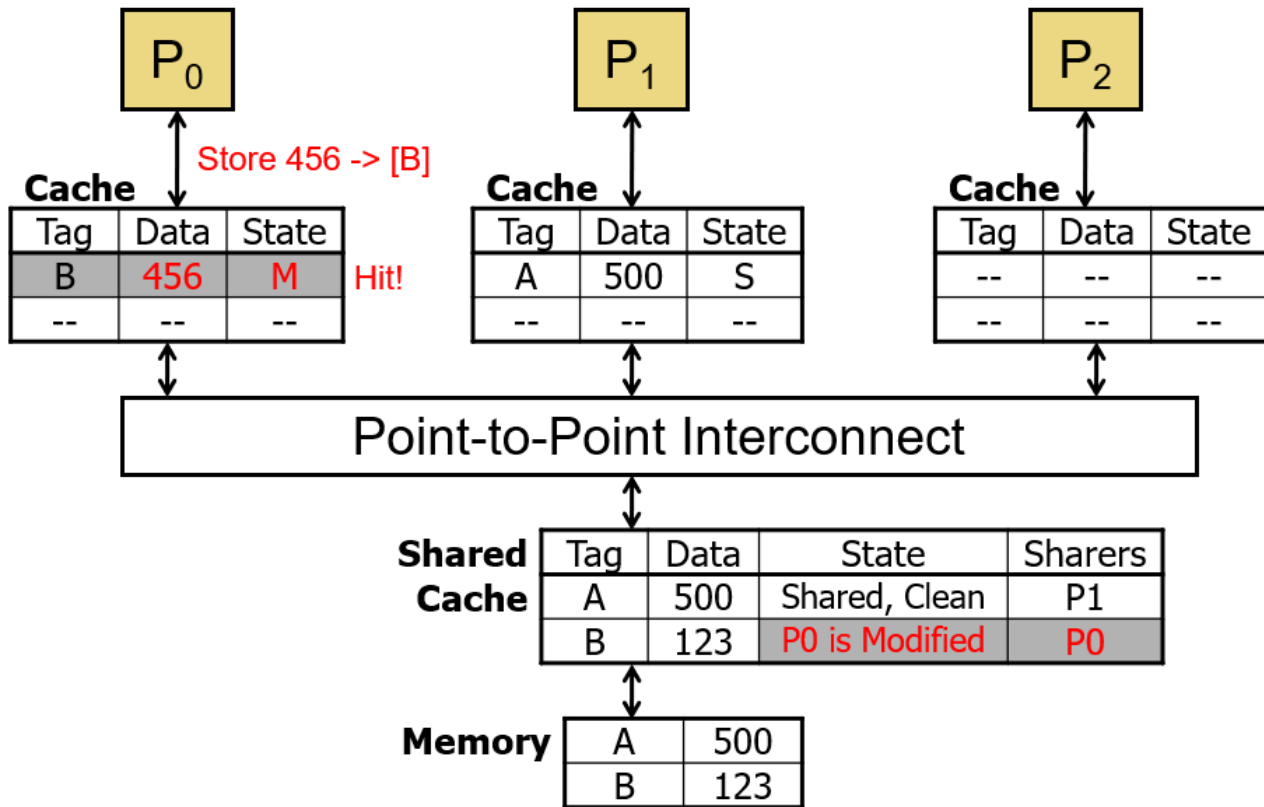 P0 P1 P2
Store 456 -> [B]
Cache Cache Cache
Tag Data State Tag Data State Tag Data State
B 456 M Hit! A 500 S -- -- --
-- -- -- -- -- -- -- -- --
Point-to-Point Interconnect
Shared Tag Data State Sharers
Cache A 500 Shared, Clean P1
B 123 P0 is Modified P0
Memory A 500
B 123